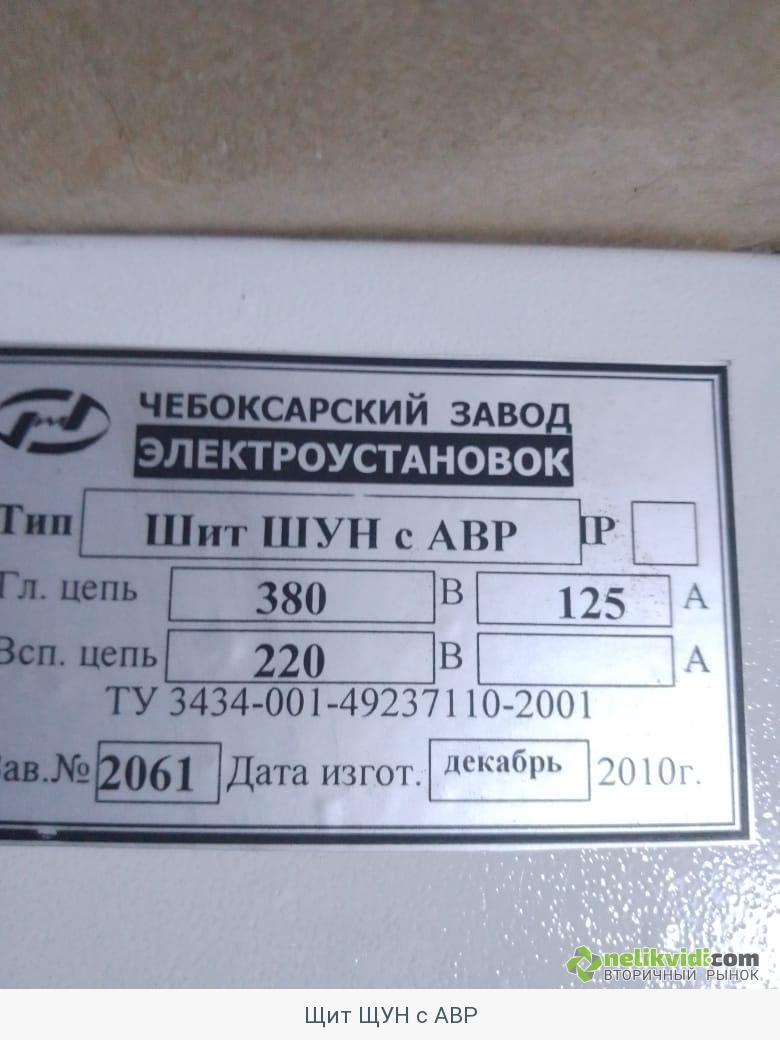 ЧЕБОКСАРСКИЙ ЗАВОД
ЭЛЕКТРОУСТАНОВОК
Тип Шит ШУН с АВР IP
Гл. цепь 380 В 125 А
Всп. цепь 220 В А
ТУ 3434-001-49237110-2001
Зав.№ 2061 Дата изгот. декабрь 2010г.
nelikvidi.com
ВТОРИЧНЫЙ РЫНОК
Щит ЩУН с АВР